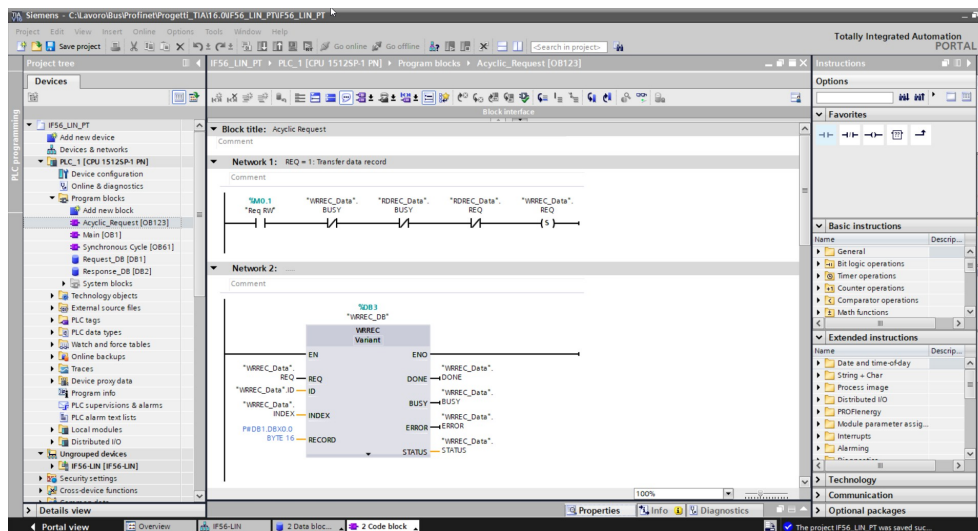 Siemens - C:\Lavoro\Bus\Profinet\Progetti_TIA\16.0\IF56_LIN_PT\IF56_LIN_PT
Project Edit View Insert Online Options Tools Window Help
Totally Integrated Automation
PORTAL
Save project
Go online
Go offline
<Search in project>
Project tree
IF56_LIN_PT PLC_1 [CPU 1512SP-1 PN] Program blocks Acyclic_Request [OB123]
Instructions
Devices
Options
PLC programming
Block interface
Favorites
IF56_LIN_PT
Add new device
Devices & networks
PLC_1 [CPU 1512SP-1 PN]
Device configuration
Online & diagnostics
Program blocks
Add new block
Acyclic_Request [OB123]
Main [OB1]
Synchronous Cycle [OB61]
Request_DB [DB1]
Response_DB [DB2]
System blocks
Technology objects
External source files
PLC tags
PLC data types
Watch and force tables
Online backups
Traces
Device proxy data
Program info
PLC supervisions & alarms
PLC alarm text lists
Local modules
Distributed I/O
Ungrouped devices
IF56-LIN [IF56-LIN]
Security settings
Cross-device functions
Details view
Block title: Acyclic Request
Comment
Network 1: REQ = 1: Transfer data record
Comment
%M0.1
"Req RW"
"WRREC_Data".
BUSY
"RDREC_Data".
BUSY
"RDREC_Data".
REQ
"WRREC_Data".
REQ
S
Network 2: .....
Comment
%DB3
"WRREC_DB"
WRREC
Variant
EN ENO
"WRREC_Data".
REQ REQ
"WRREC_Data".ID ID
"WRREC_Data".
INDEX INDEX
P#DB1.DBX0.0
BYTE 16 RECORD
"WRREC_Data".
DONE DONE
"WRREC_Data".
BUSY BUSY
"WRREC_Data".
ERROR ERROR
"WRREC_Data".
STATUS STATUS
100%
Properties Info Diagnostics
Basic instructions
Name Descrip...
General
Bit logic operations
Timer operations
Counter operations
Comparator operations
Math functions
Extended instructions
Name Descrip...
Date and time-of-day
String + Char
Process image
Distributed I/O
PROFIenergy
Module parameter assig...
Interrupts
Alarming
Technology
Communication
Optional packages
Portal view
Overview
IF56-LIN
2 Data bloc...
2 Code block
The project IF56_LIN_PT was saved suc...